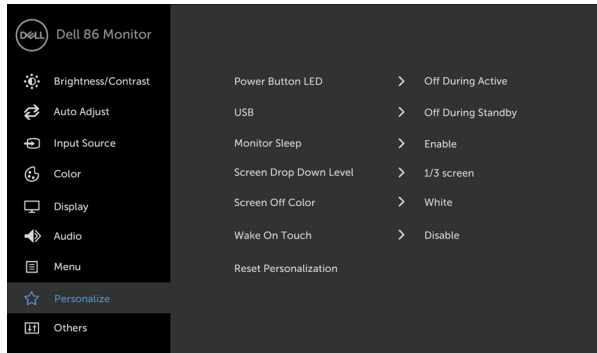 DELL Dell 86 Monitor
Brightness/Contrast
Auto Adjust
Input Source
Color
Display
Audio
Menu
Personalize
Others
Power Button LED > Off During Active
USB > Off During Standby
Monitor Sleep > Enable
Screen Drop Down Level > 1/3 screen
Screen Off Color > White
Wake On Touch > Disable
Reset Personalization